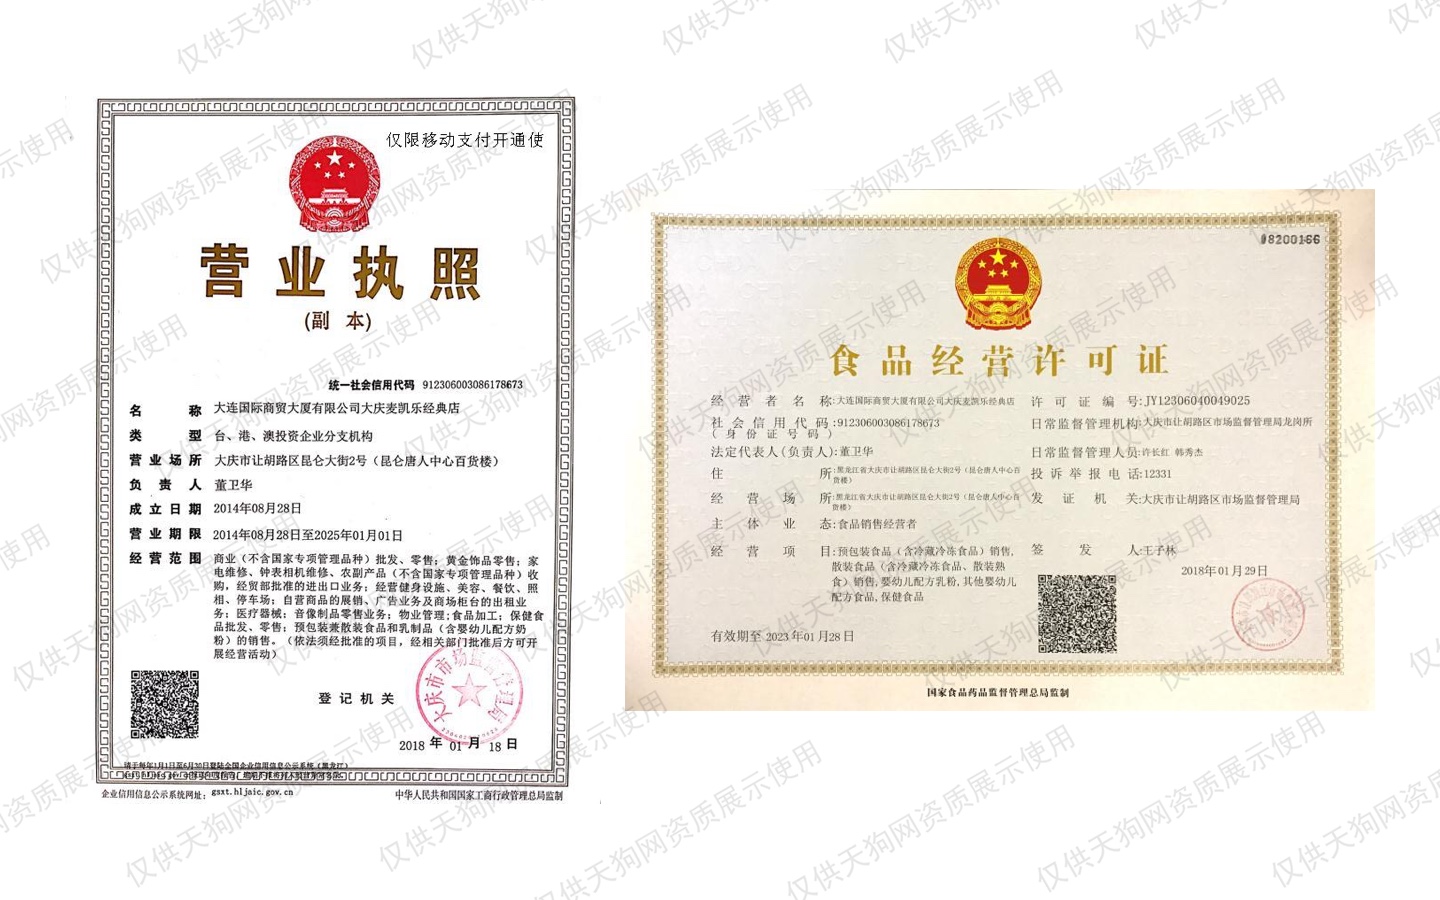 仅限移动支付开通使
营业执照
(副 本)
统一社会信用代码 912306003086178673
名 称 大连国际商贸大厦有限公司大庆麦凯乐经典店
类 型 台、港、澳投资企业分支机构
营业场所 大庆市让胡路区昆仑大街2号（昆仑唐人中心百货楼）
负 责 人 董卫华
成立日期 2014年08月28日
营业期限 2014年08月28日至2025年01月01日
经营范围 商业（不含国家专项管理品种）批发、零售；黄金饰品零售；家
电维修、钟表相机维修、农副产品（不含国家专项管理品种）收
购，经贸部批准的进出口业务；经营健身设施、美容、餐饮、照
相、停车场；自营商品的展销、广告业务及商场柜台的出租业
务；医疗器械；音像制品零售业务；物业管理;食品加工；保健食
品批发、零售；预包装兼散装食品和乳制品（含婴幼儿配方奶
粉）的销售。（依法须经批准的项目，经相关部门批准后方可开
展经营活动）
登记机关
大庆市市场监督管理局
2018 年 01 月 18 日
请于每年1月1日至6月30日登陆全国企业信用信息公示系统（黑龙江）
企业信用信息公示系统网址： gsxt.hljaic.gov.cn
中华人民共和国国家工商行政管理总局监制
08200166
食品经营许可证
经营者名称:大连国际商贸大厦有限公司大庆麦凯乐经典店
社会信用代码:912306003086178673
(身份证号码)
法定代表人(负责人):董卫华
住 所:黑龙江省大庆市让胡路区昆仑大街2号（昆仑唐人中心百
货楼）
经 营 场 所:黑龙江省大庆市让胡路区昆仑大街2号（昆仑唐人中心百
货楼）
主 体 业 态:食品销售经营者
经 营 项 目:预包装食品（含冷藏冷冻食品）销售,
散装食品（含冷藏冷冻食品、散装熟
食）销售,婴幼儿配方乳粉,其他婴幼儿
配方食品,保健食品
有效期至 2023 年01 月28 日
许可证编号:JY12306040049025
日常监督管理机构:大庆市让胡路区市场监督管理局龙岗所
日常监督管理人员:许长红 韩秀杰
投诉举报电话:12331
发 证 机 关:大庆市让胡路区市场监督管理局
签 发 人:王子林
2018年01 月29日
国家食品药品监督管理总局监制
仅供天狗网资质展示使用